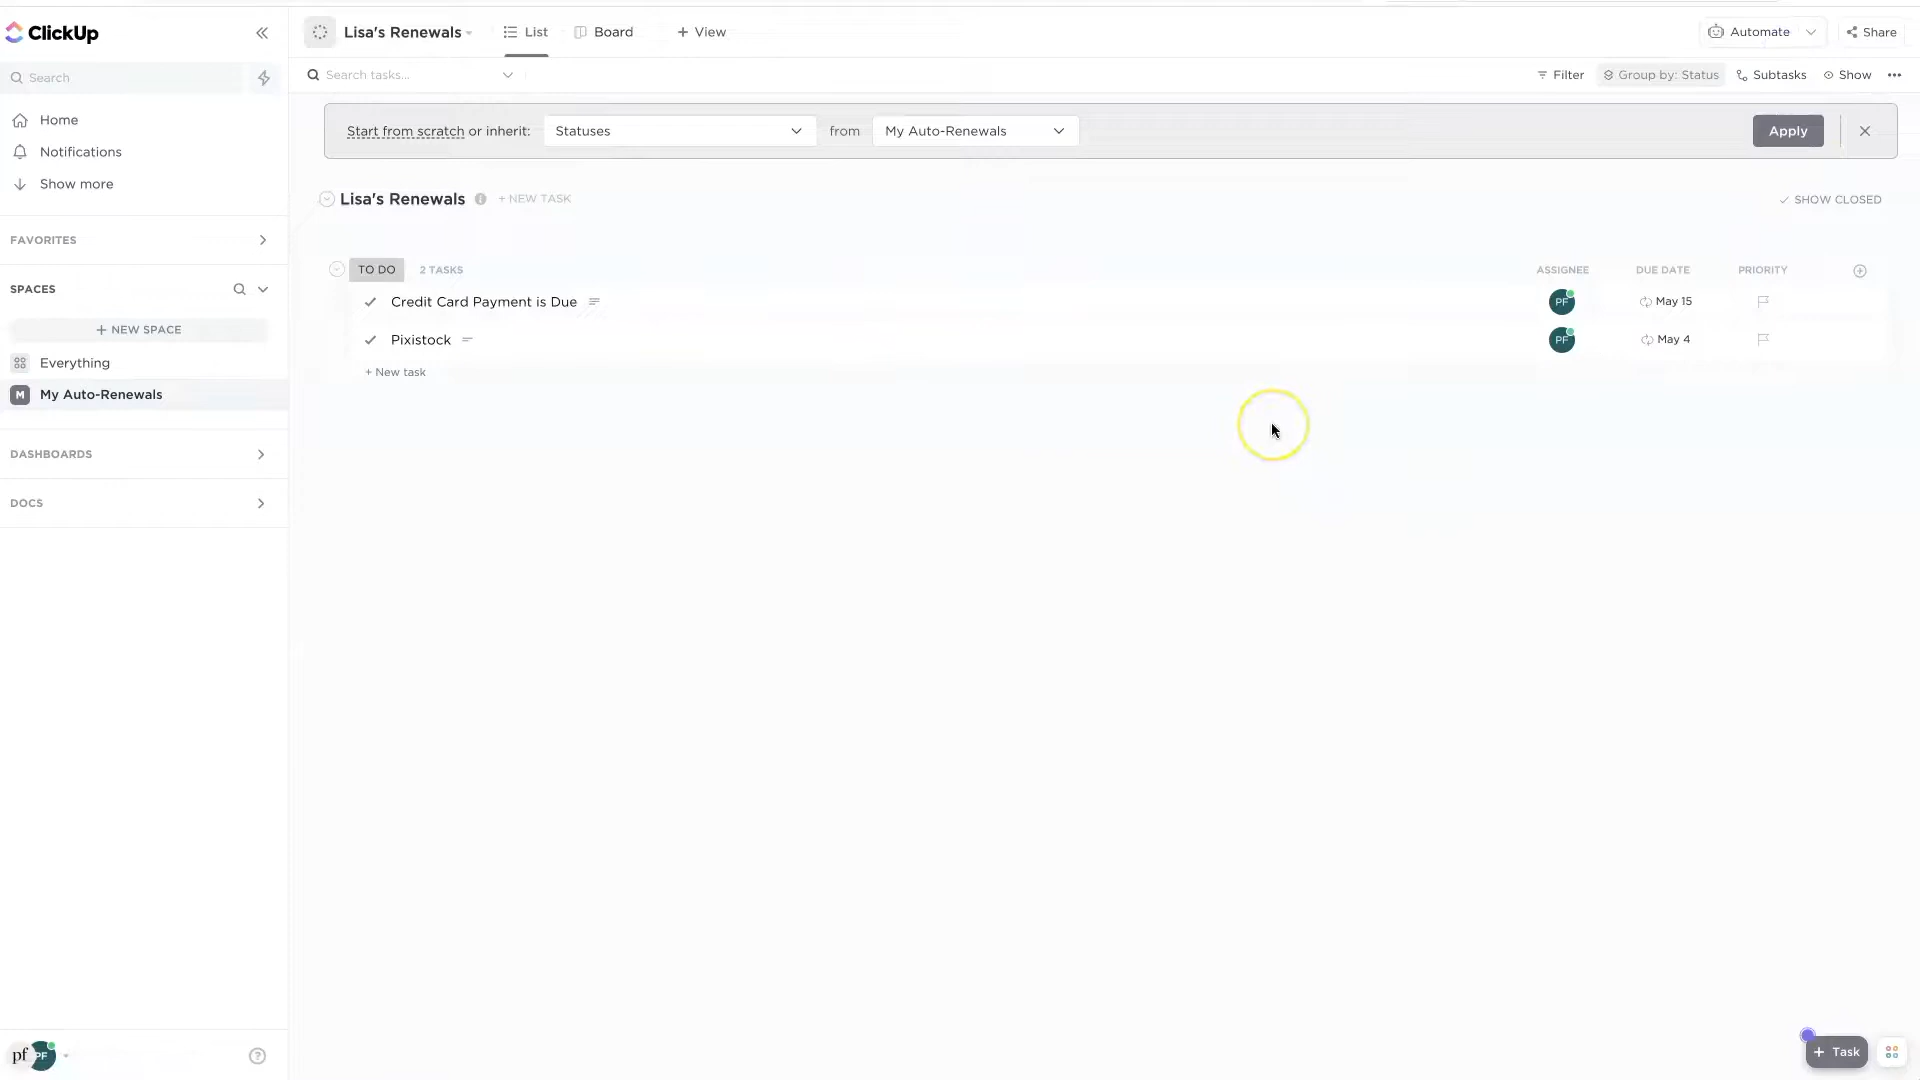 ClickUp
Lisa's Renewals
List
Board
+ View
Automate
Share
Search
Search tasks...
Filter
Group by: Status
Subtasks
Show
Home
Notifications
Show more
Start from scratch or inherit:
Statuses
from
My Auto-Renewals
Apply
Lisa's Renewals
+ NEW TASK
SHOW CLOSED
FAVORITES
SPACES
+ NEW SPACE
Everything
M
My Auto-Renewals
DASHBOARDS
DOCS
TO DO
2 TASKS
ASSIGNEE
DUE DATE
PRIORITY
Credit Card Payment is Due
PF
May 15
Pixistock
PF
May 4
+ New task
pf
PF
?
+ Task